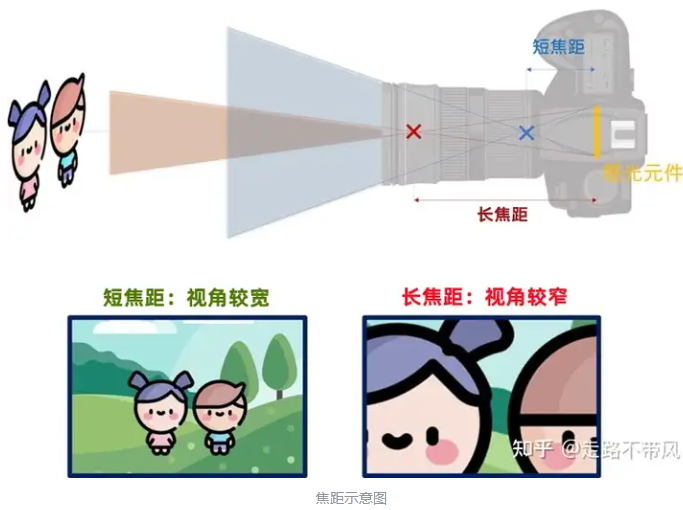 短焦距
感光元件
长焦距
短焦距：视角较宽
长焦距：视角较窄
知乎 @走路不带风
焦距示意图